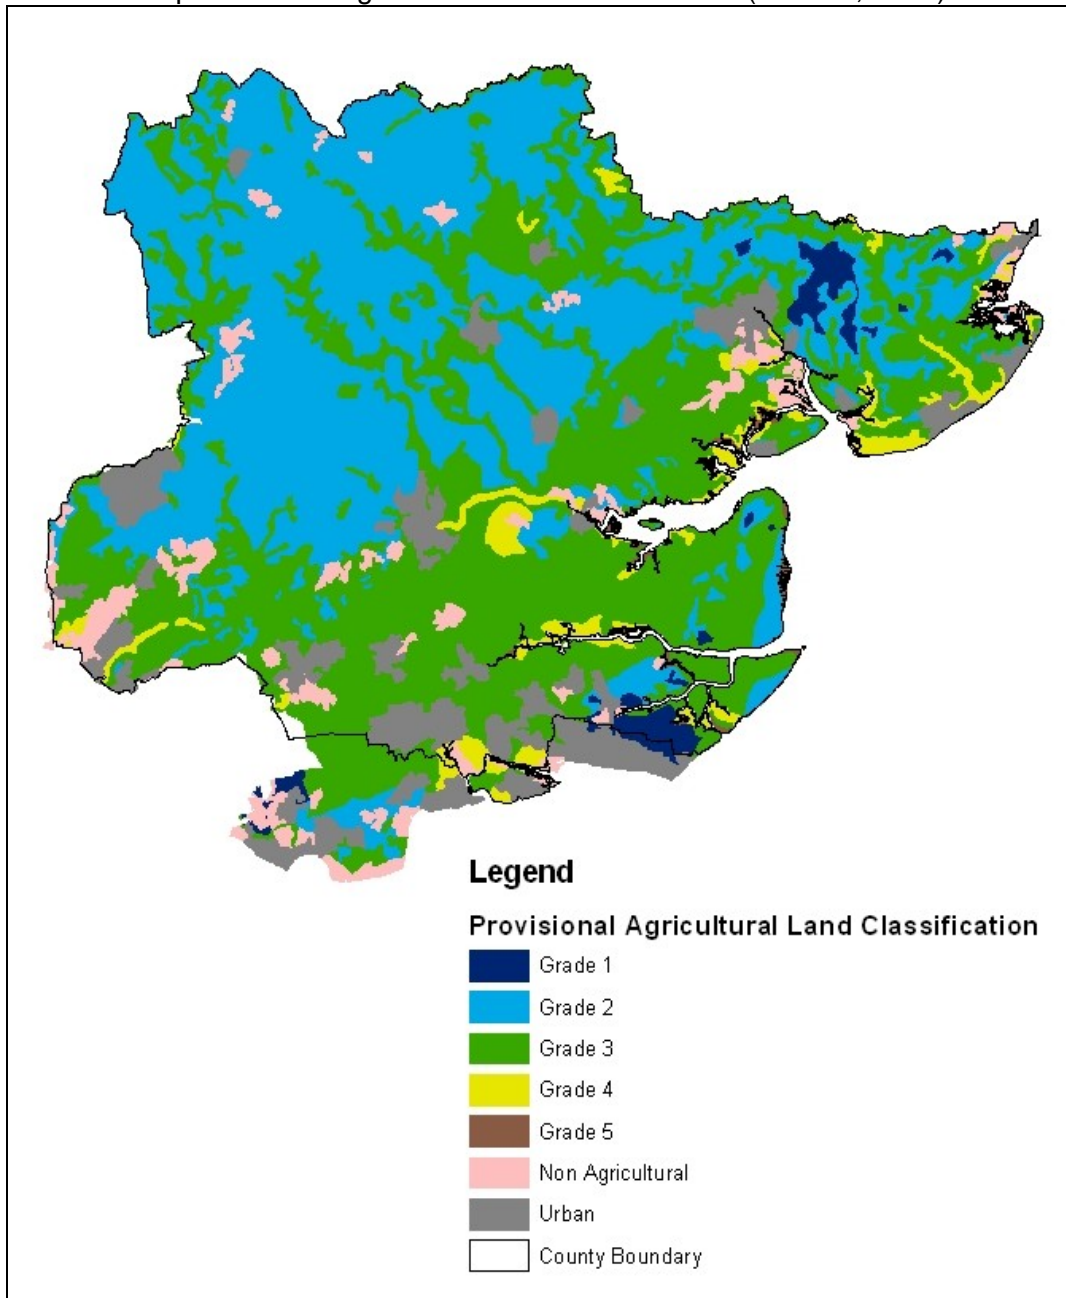 Legend
Provisional Agricultural Land Classification
Grade 1
Grade 2
Grade 3
Grade 4
Grade 5
Non Agricultural
Urban
County Boundary